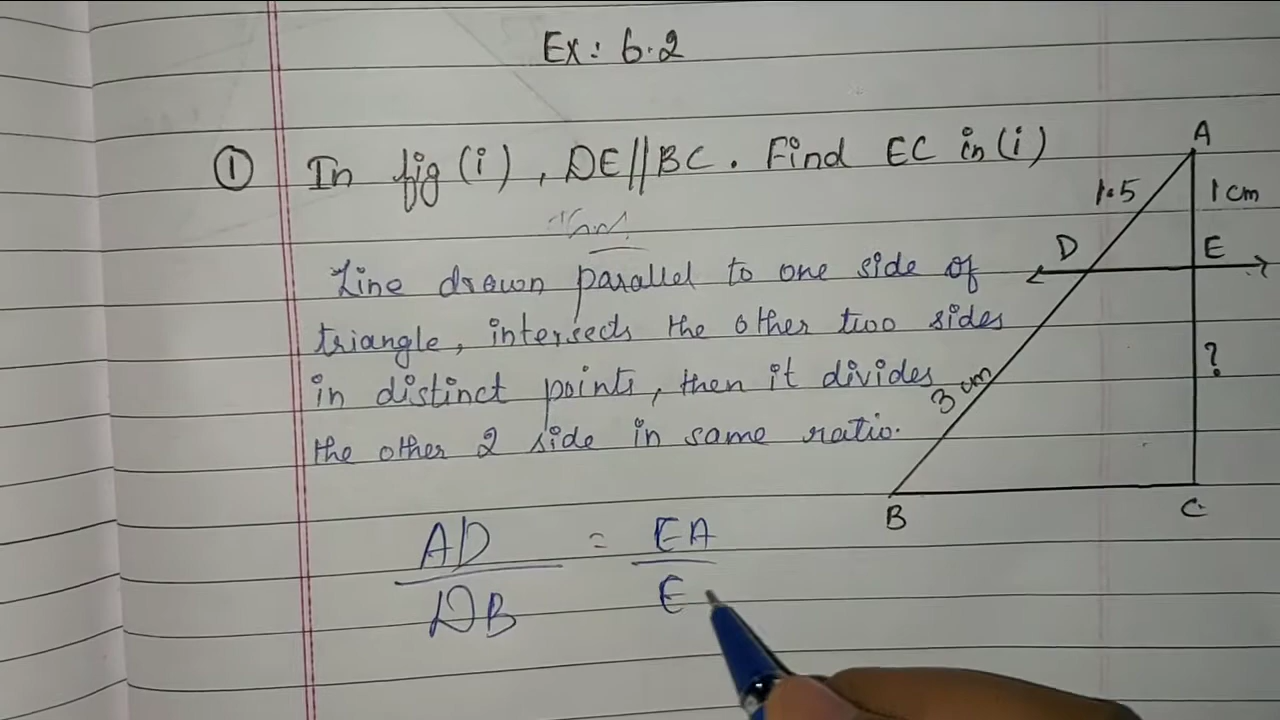 Ex: 6.2
① In fig (i), DE∥BC. Find EC in (i)
Line drawn parallel to one side of
triangle, intersects the other two sides
in distinct points, then it divides
the other 2 side in same ratio.
AD = EA
DB E
A
1.5 1 cm
D E
?
3 cm
B C